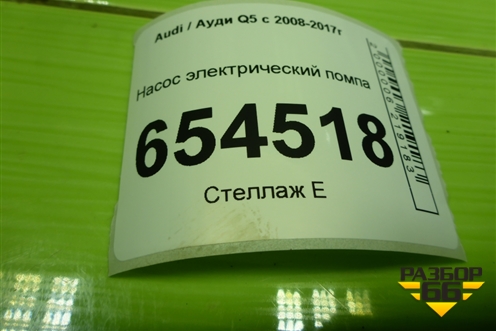 Audi / Ауди Q5 с 2008-2017г
Насос электрический помпа
654518
Стеллаж Е
РАЗБОР
66